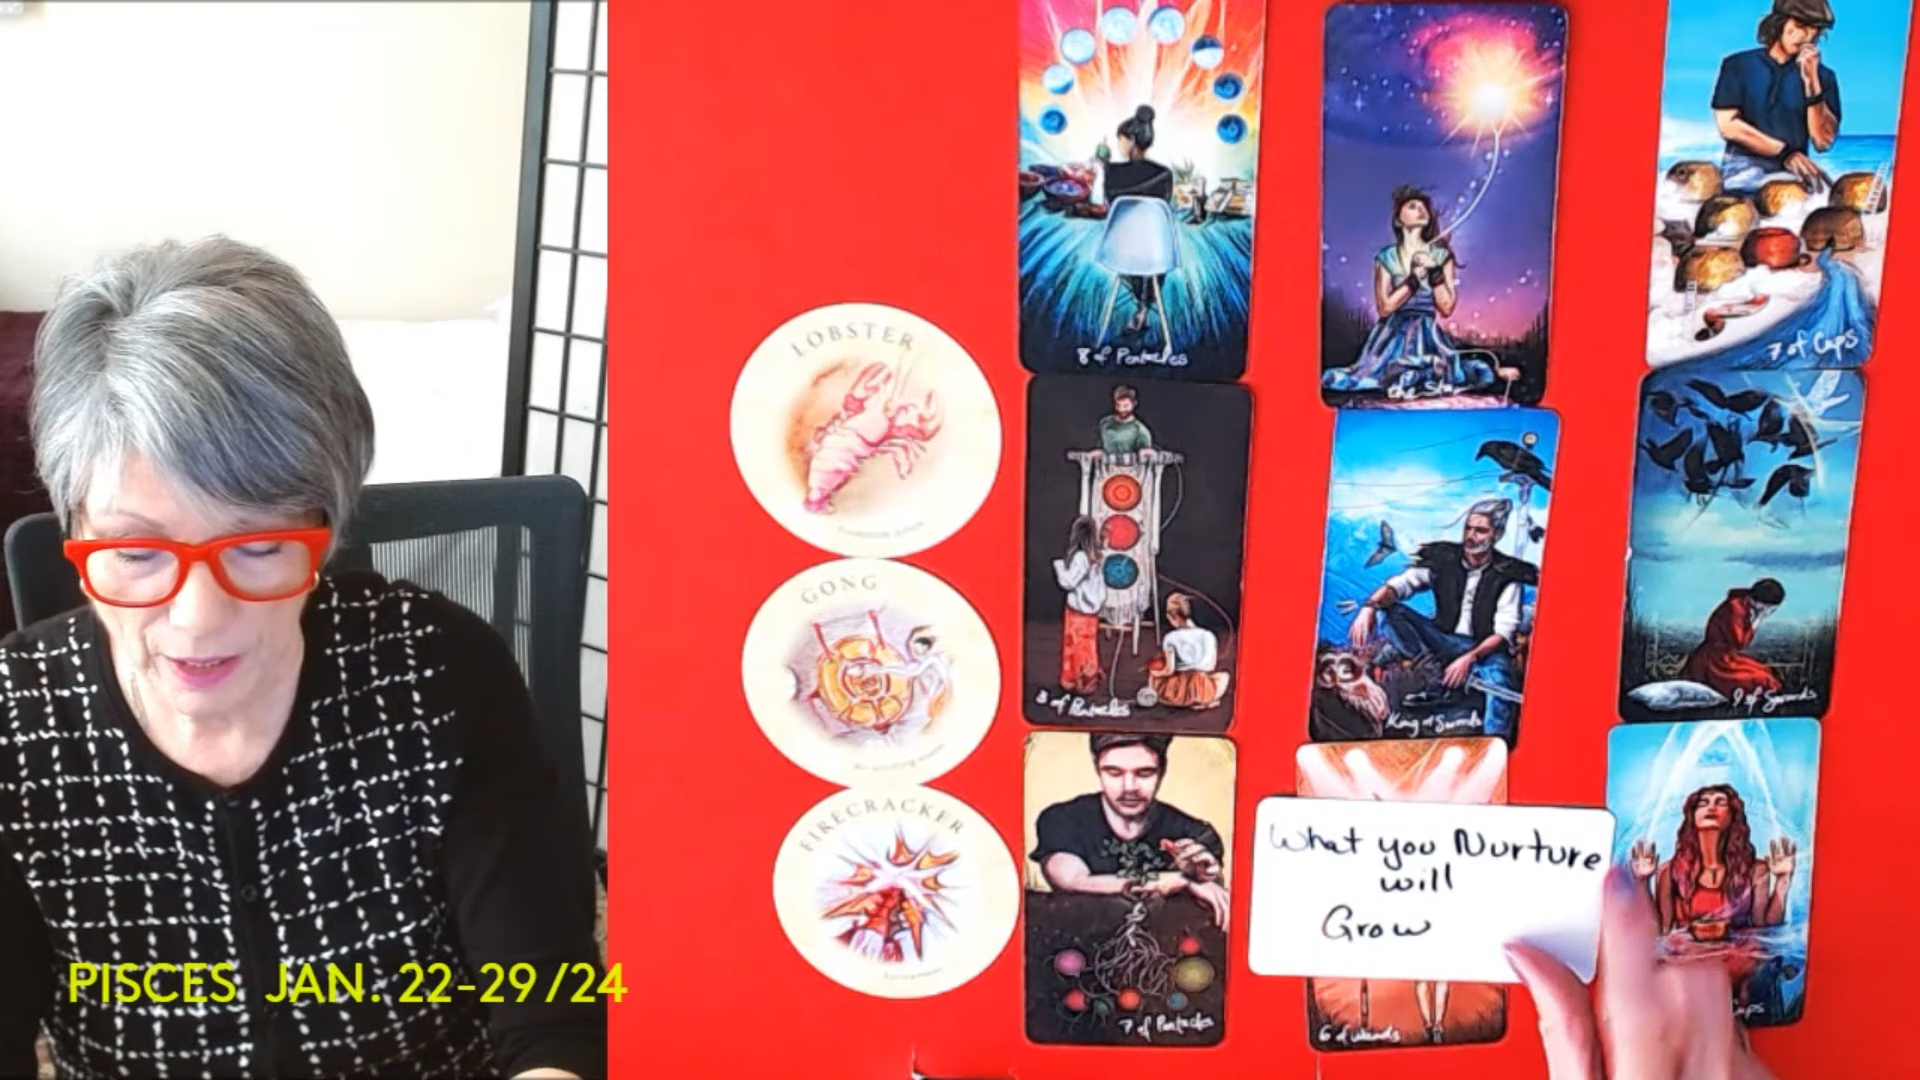 LOBSTER
GONG
FIRECRACKER
8 of Pentacles
the Star
7 of Cups
3 of Pentacles
King of Swords
9 of Swords
7 of Pentacles
What you Nurture
will
Grow
6 of Wands
Cups
PISCES JAN. 22-29/24